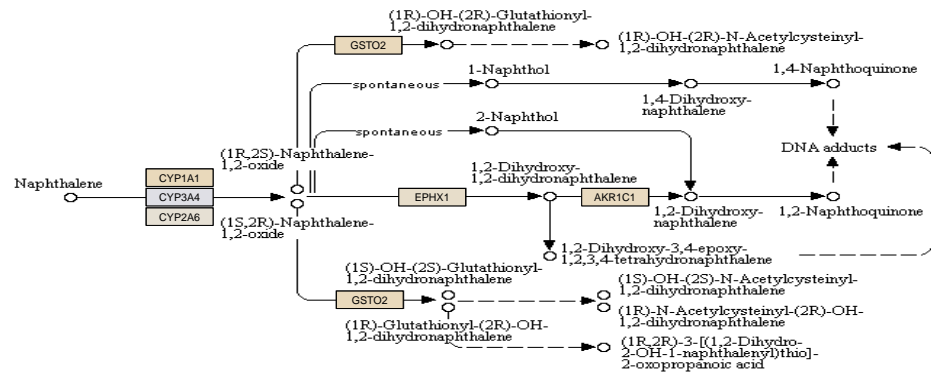 (1R)-OH-(2R)-Glutathionyl-
1,2-dihydronaphthalene
GSTO2
(1R)-OH-(2R)-N-Acetylcysteinyl-
1,2-dihydronaphthalene
1-Naphthol
1,4-Naphthoquinone
spontaneous
1,4-Dihydroxy-
naphthalene
2-Naphthol
spontaneous
DNA adducts
(1R,2S)-Naphthalene-
1,2-oxide
1,2-Dihydroxy-
1,2-dihydronaphthalene
Naphthalene
CYP1A1
CYP3A4
CYP2A6
EPHX1
AKR1C1
(1S,2R)-Naphthalene-
1,2-oxide
1,2-Dihydroxy-
naphthalene
1,2-Naphthoquinone
1,2-Dihydroxy-3,4-epoxy-
1,2,3,4-tetrahydronaphthalene
(1S)-OH-(2S)-Glutathionyl-
1,2-dihydronaphthalene
(1S)-OH-(2S)-N-Acetylcysteinyl-
1,2-dihydronaphthalene
GSTO2
(1R)-N-Acetylcysteinyl-(2R)-OH-
1,2-dihydronaphthalene
(1R)-Glutathionyl-(2R)-OH-
1,2-dihydronaphthalene
(1R,2R)-3-[(1,2-Dihydro-
2-OH-1-naphthalenyl)thio]-
2-oxopropanoic acid